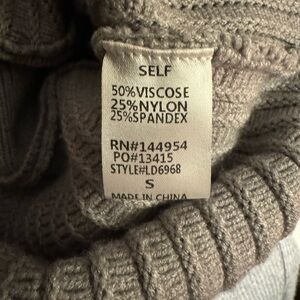 SELF
50%VISCOSE
25%NYLON
25%SPANDEX
RN#144954
PO#13415
STYLE#LD6968
S
MADE IN CHINA